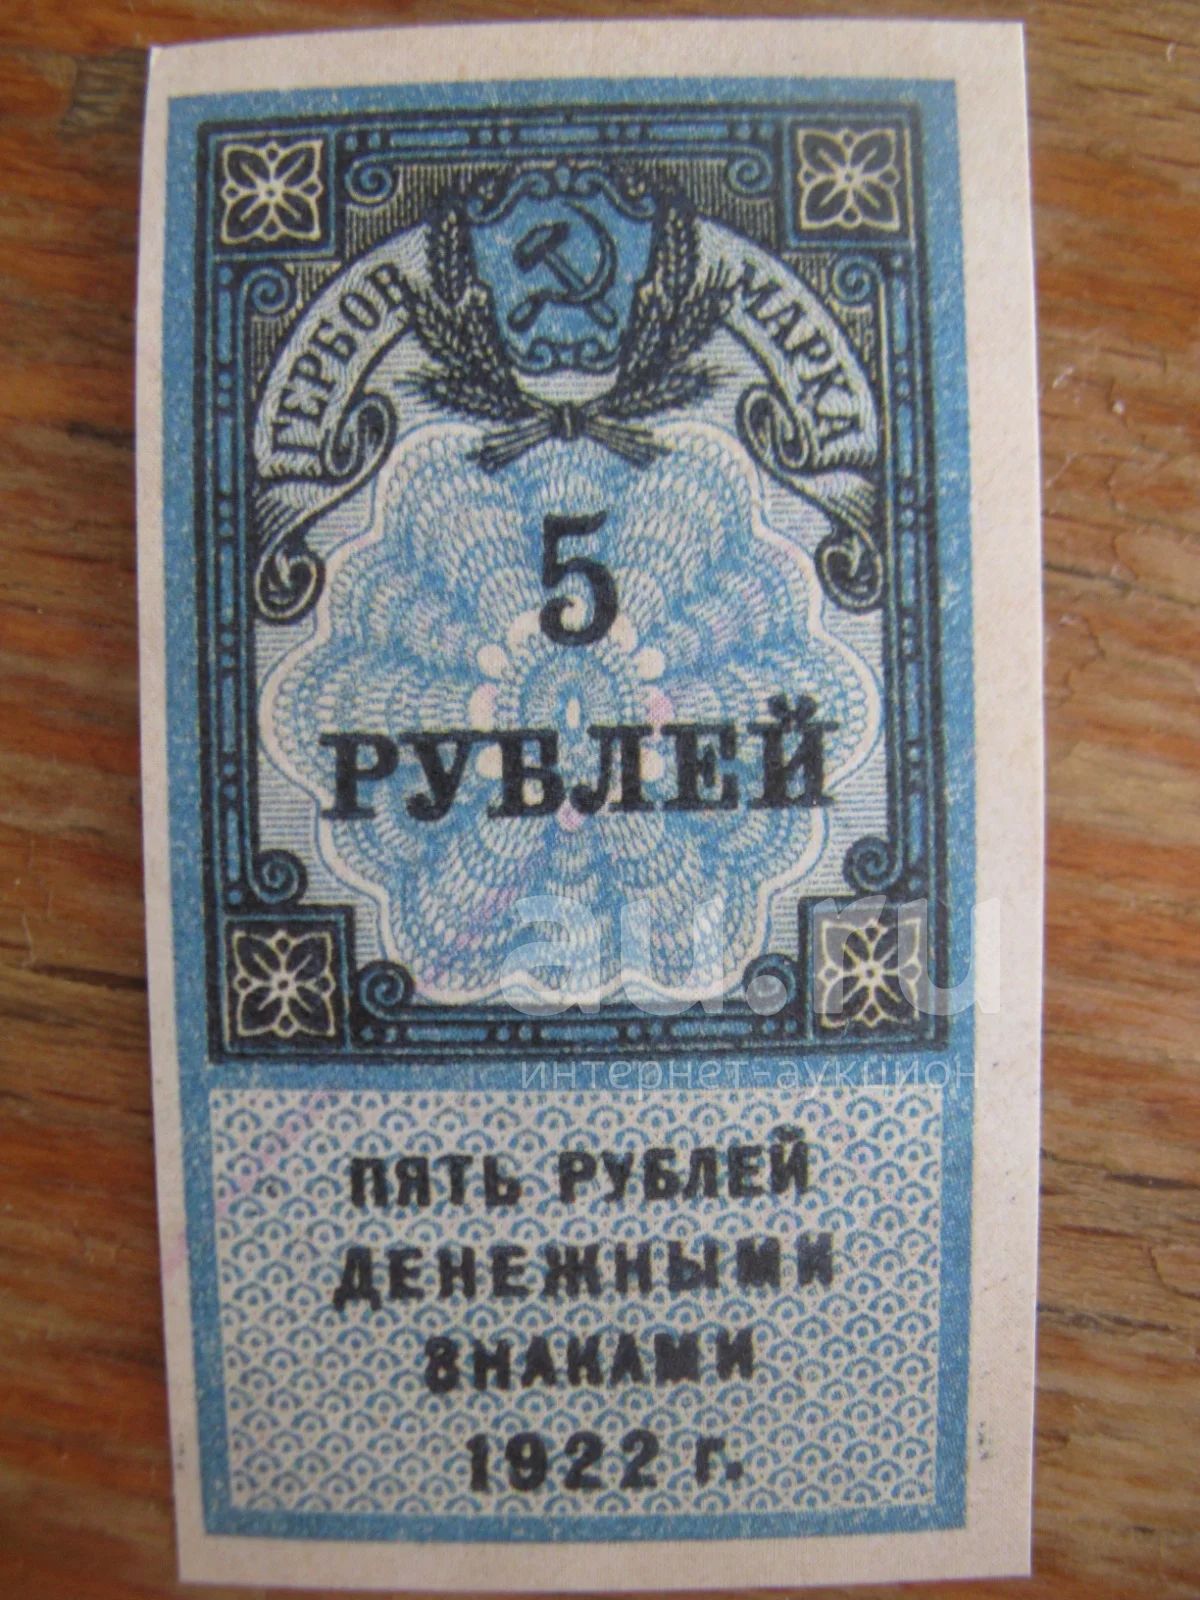 ГЕРБОВ. МАРКА
5
РУБЛЕЙ
au.ru
интернет-аукцион
ПЯТЬ РУБЛЕЙ
ДЕНЕЖНЫМИ
ЗНАКАМИ
1922 г.